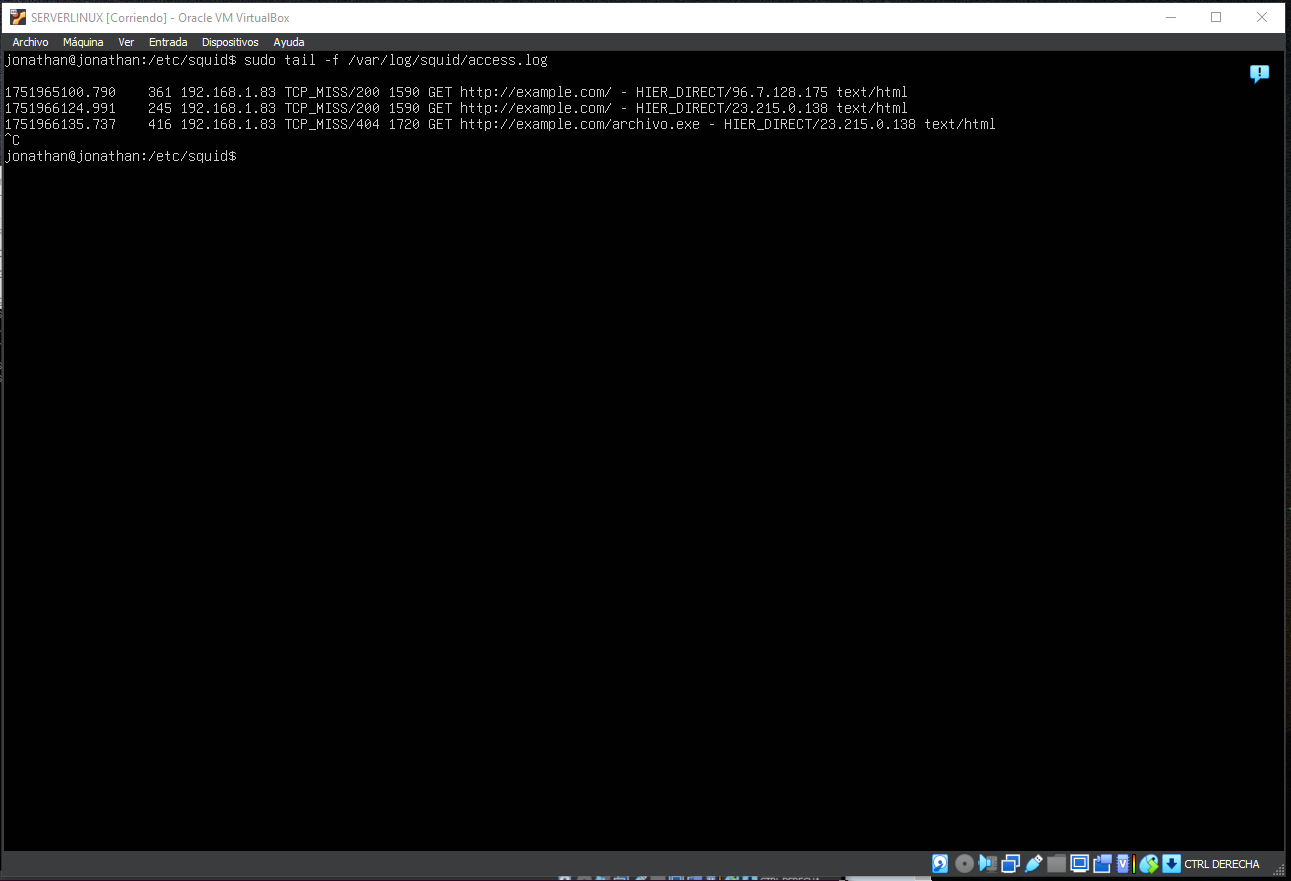 SERVERLINUX [Corriendo] - Oracle VM VirtualBox
Archivo Máquina Ver Entrada Dispositivos Ayuda
jonathan@jonathan:/etc/squid$ sudo tail -f /var/log/squid/access.log
1751965100.790    361 192.168.1.83 TCP_MISS/200 1590 GET http://example.com/ - HIER_DIRECT/96.7.128.175 text/html
1751966124.991    245 192.168.1.83 TCP_MISS/200 1590 GET http://example.com/ - HIER_DIRECT/23.215.0.138 text/html
1751966135.737    416 192.168.1.83 TCP_MISS/404 1720 GET http://example.com/archivo.exe - HIER_DIRECT/23.215.0.138 text/html
^C
jonathan@jonathan:/etc/squid$
CTRL DERECHA